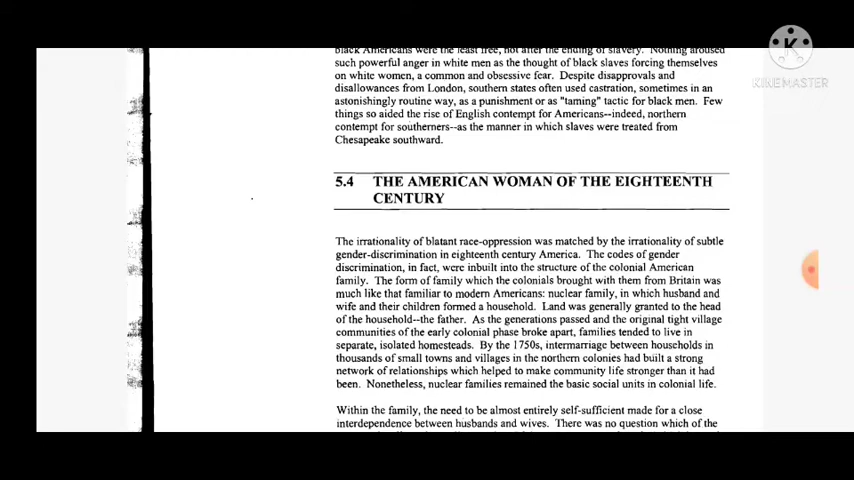 black Americans were the least free, not after the ending of slavery. Nothing aroused
such powerful anger in white men as the thought of black slaves forcing themselves
on white women, a common and obsessive fear. Despite disapprovals and
disallowances from London, southern states often used castration, sometimes in an
astonishingly routine way, as a punishment or as "taming" tactic for black men. Few
things so aided the rise of English contempt for Americans--indeed, northern
contempt for southerners--as the manner in which slaves were treated from
Chesapeake southward.
5.4 THE AMERICAN WOMAN OF THE EIGHTEENTH
CENTURY
The irrationality of blatant race-oppression was matched by the irrationality of subtle
gender-discrimination in eighteenth century America. The codes of gender
discrimination, in fact, were inbuilt into the structure of the colonial American
family. The form of family which the colonials brought with them from Britain was
much like that familiar to modern Americans: nuclear family, in which husband and
wife and their children formed a household. Land was generally granted to the head
of the household--the father. As the generations passed and the original tight village
communities of the early colonial phase broke apart, families tended to live in
separate, isolated homesteads. By the 1750s, intermarriage between households in
thousands of small towns and villages in the northern colonies had built a strong
network of relationships which helped to make community life stronger than it had
been. Nonetheless, nuclear families remained the basic social units in colonial life.
Within the family, the need to be almost entirely self-sufficient made for a close
interdependence between husbands and wives. There was no question which of the
K
KINEMASTER